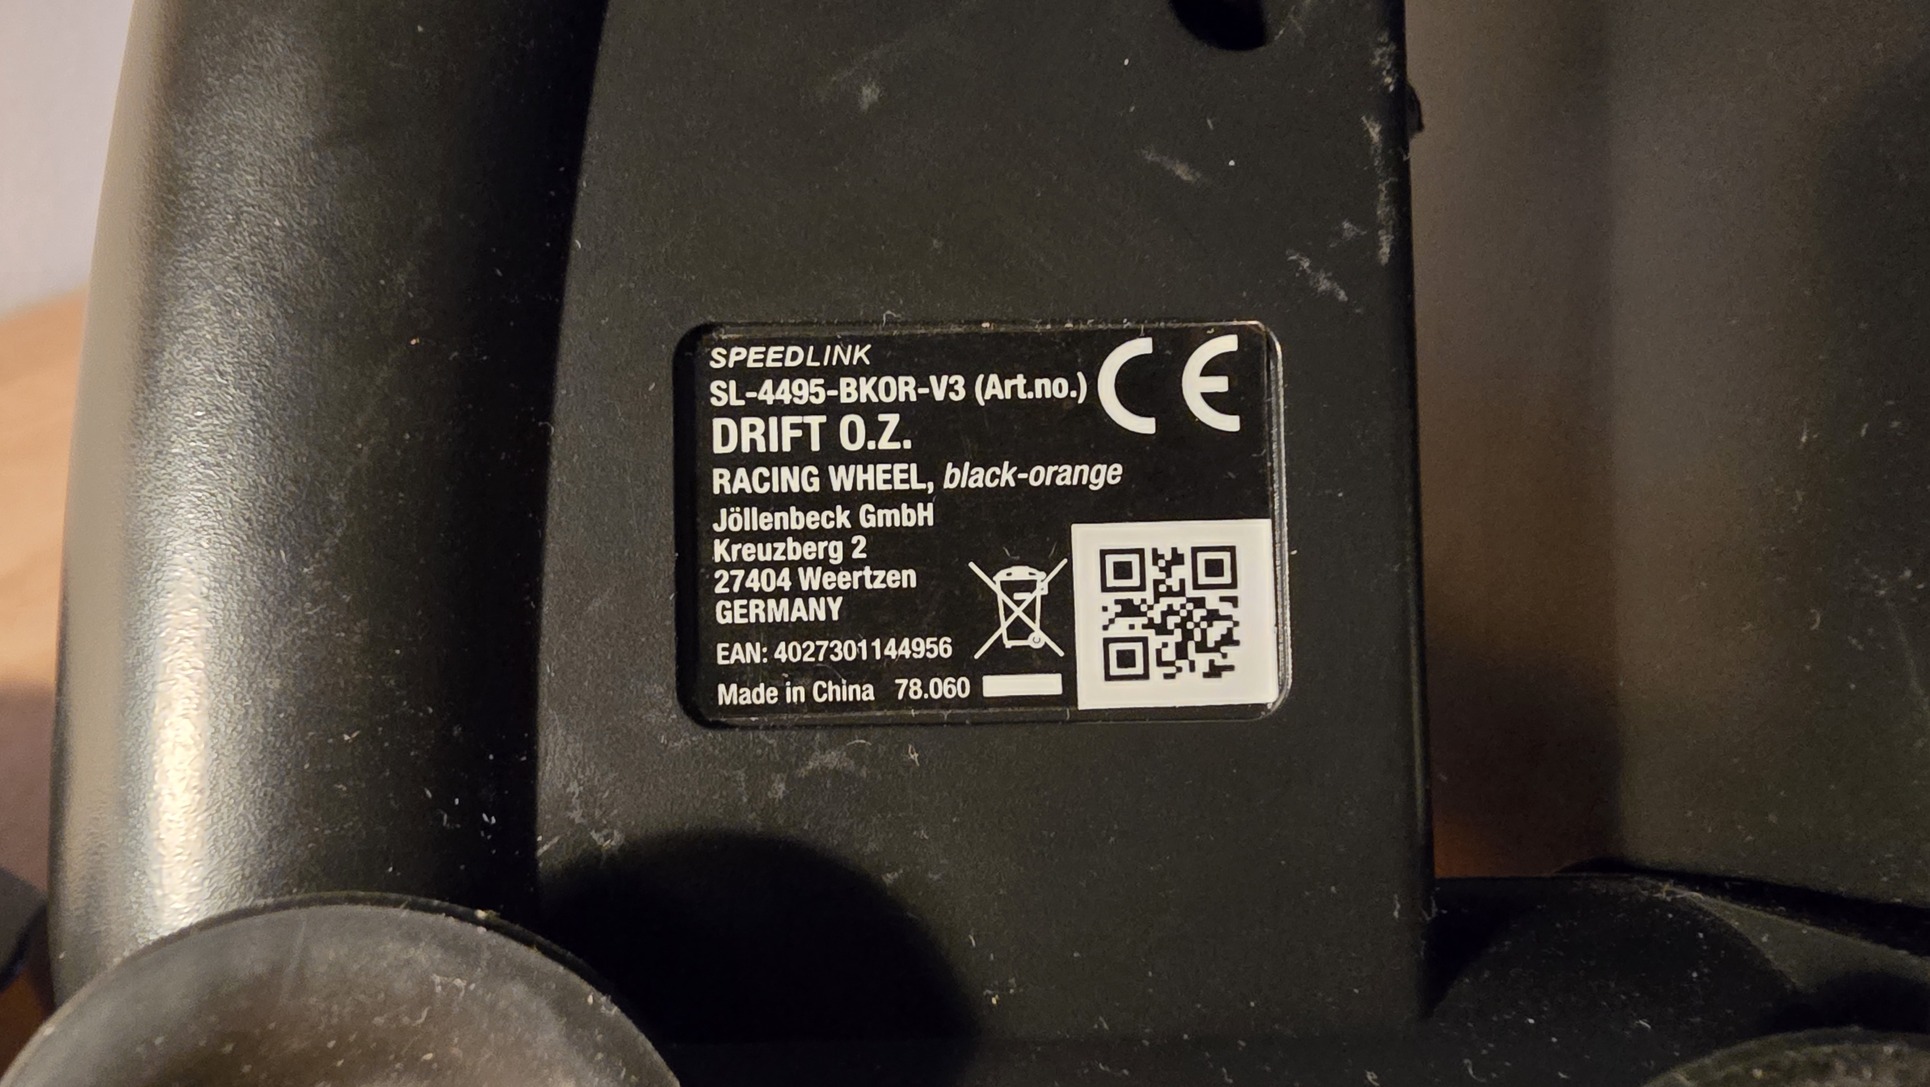 SPEEDLINK
SL-4495-BKOR-V3 (Art.no.)
CE
DRIFT O.Z.
RACING WHEEL, black-orange
Jöllenbeck GmbH
Kreuzberg 2
27404 Weertzen
GERMANY
EAN: 4027301144956
Made in China 78.060